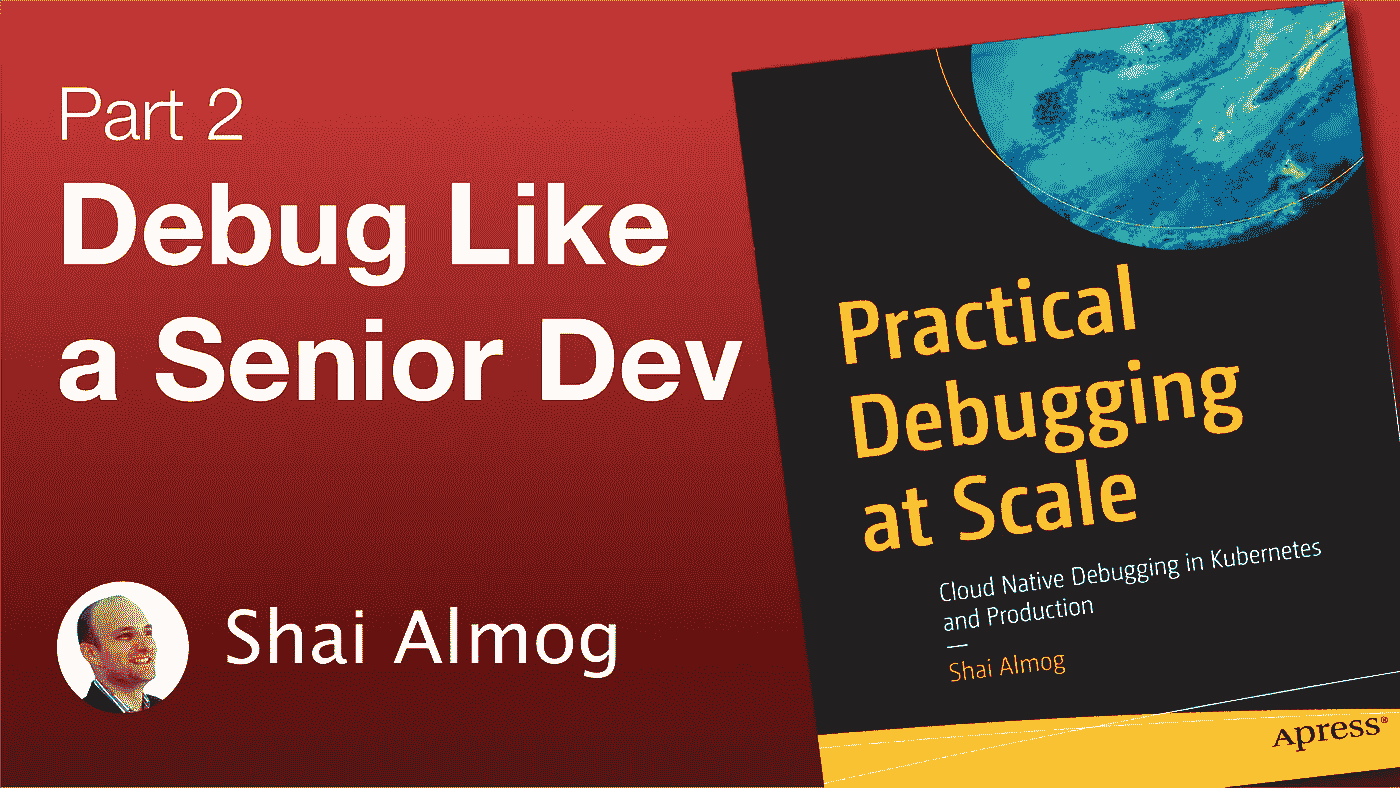 Part 2
Debug Like
a Senior Dev
Shai Almog
Practical
Debugging
at Scale
Cloud Native Debugging in Kubernetes
and Production
Shai Almog
Apress®